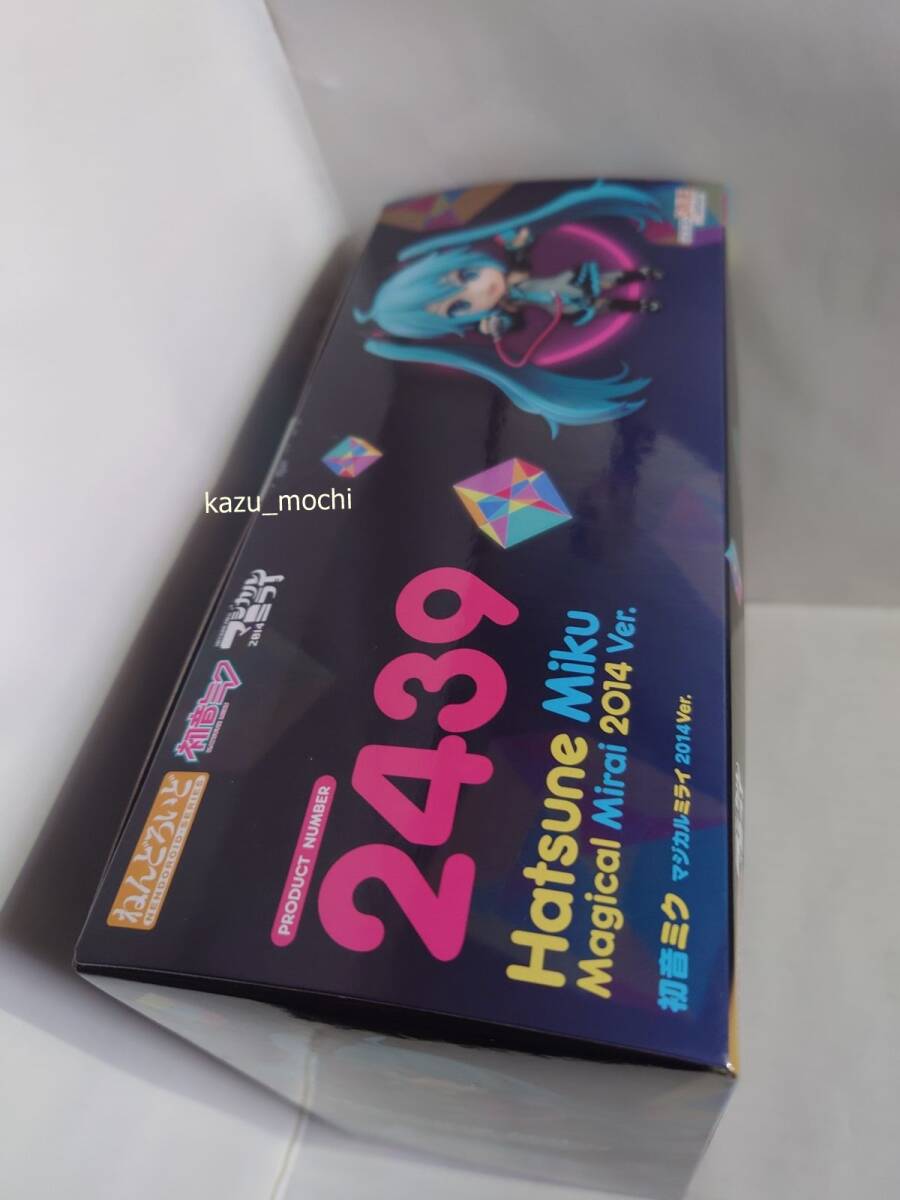 kazu_mochi
ねんどろいど
NENDOROID-SERIES
初音ミク
HATSUNE MIKU
マジカルミライ
2014
PRODUCT NUMBER
2439
Hatsune Miku
Magical Mirai 2014 Ver.
初音ミク マジカルミライ 2014 Ver.